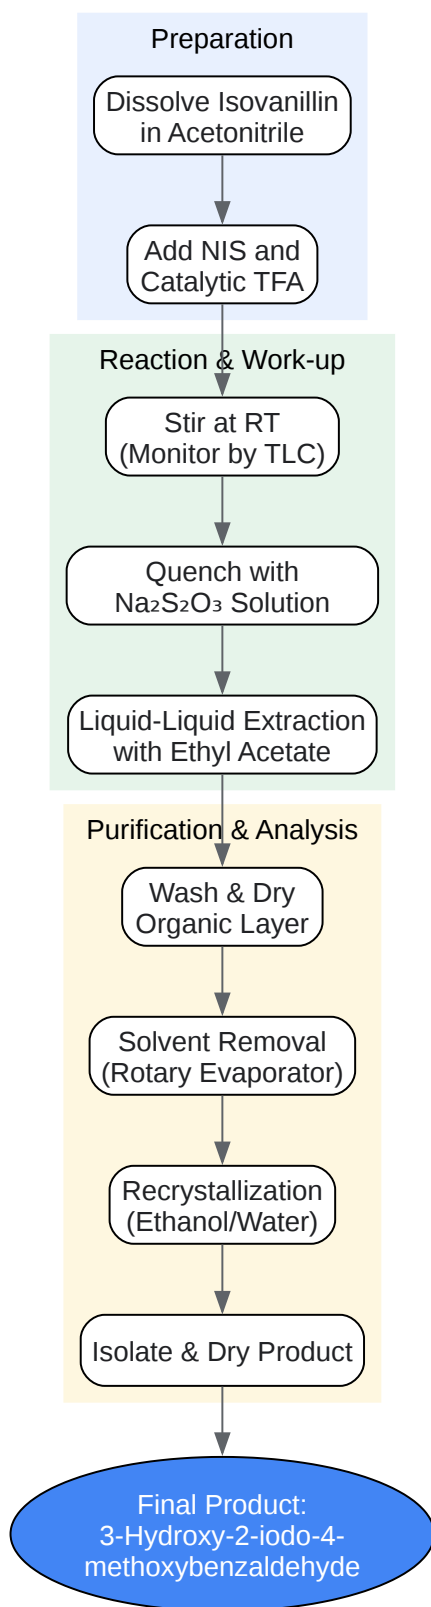 Preparation
Dissolve Isovanillin
in Acetonitrile
Add NIS and
Catalytic TFA
Reaction & Work-up
Stir at RT
(Monitor by TLC)
Quench with
Na₂S₂O₃ Solution
Liquid-Liquid Extraction
with Ethyl Acetate
Purification & Analysis
Wash & Dry
Organic Layer
Solvent Removal
(Rotary Evaporator)
Recrystallization
(Ethanol/Water)
Isolate & Dry Product
Final Product:
3-Hydroxy-2-iodo-4-
methoxybenzaldehyde